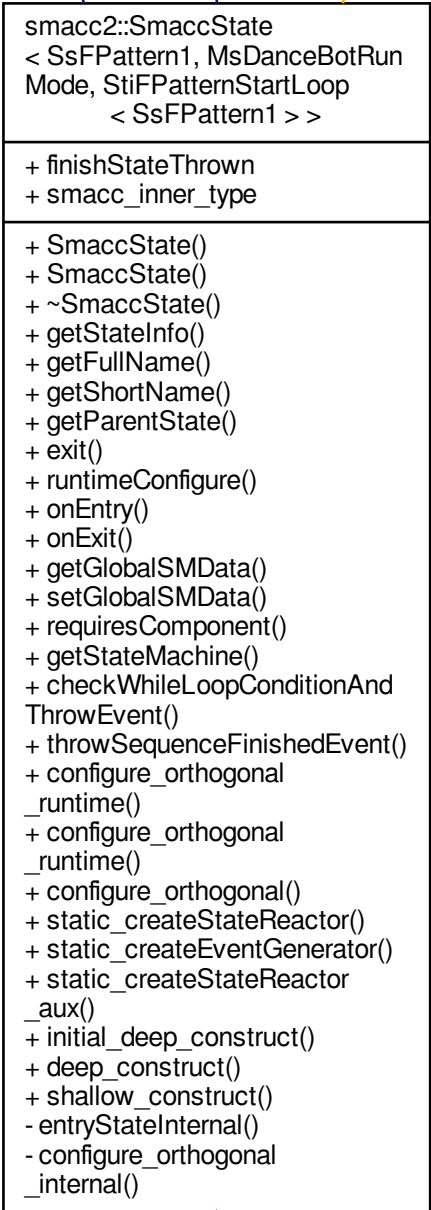 smacc2::SmaccState
< SsFPattern1, MsDanceBotRun
Mode, StiFPatternStartLoop
< SsFPattern1 > >
+ finishStateThrown
+ smacc_inner_type
+ SmaccState()
+ SmaccState()
+ ~SmaccState()
+ getStateInfo()
+ getFullName()
+ getShortName()
+ getParentState()
+ exit()
+ runtimeConfigure()
+ onEntry()
+ onExit()
+ getGlobalSMData()
+ setGlobalSMData()
+ requiresComponent()
+ getStateMachine()
+ checkWhileLoopConditionAnd
ThrowEvent()
+ throwSequenceFinishedEvent()
+ configure_orthogonal
_runtime()
+ configure_orthogonal
_runtime()
+ configure_orthogonal()
+ static_createStateReactor()
+ static_createEventGenerator()
+ static_createStateReactor
_aux()
+ initial_deep_construct()
+ deep_construct()
+ shallow_construct()
- entryStateInternal()
- configure_orthogonal
_internal()